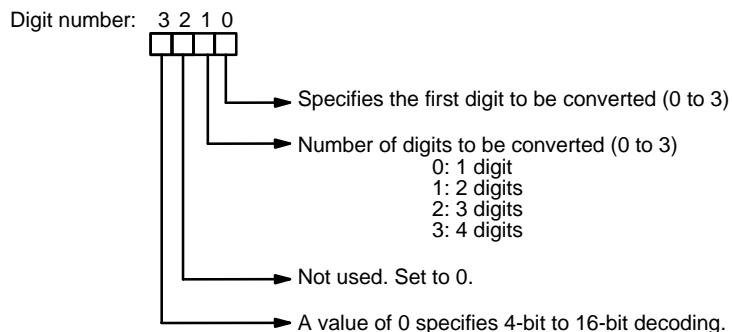 Digit number: 3 2 1 0
Specifies the first digit to be converted (0 to 3)
Number of digits to be converted (0 to 3)
0: 1 digit
1: 2 digits
2: 3 digits
3: 4 digits
Not used. Set to 0.
A value of 0 specifies 4-bit to 16-bit decoding.